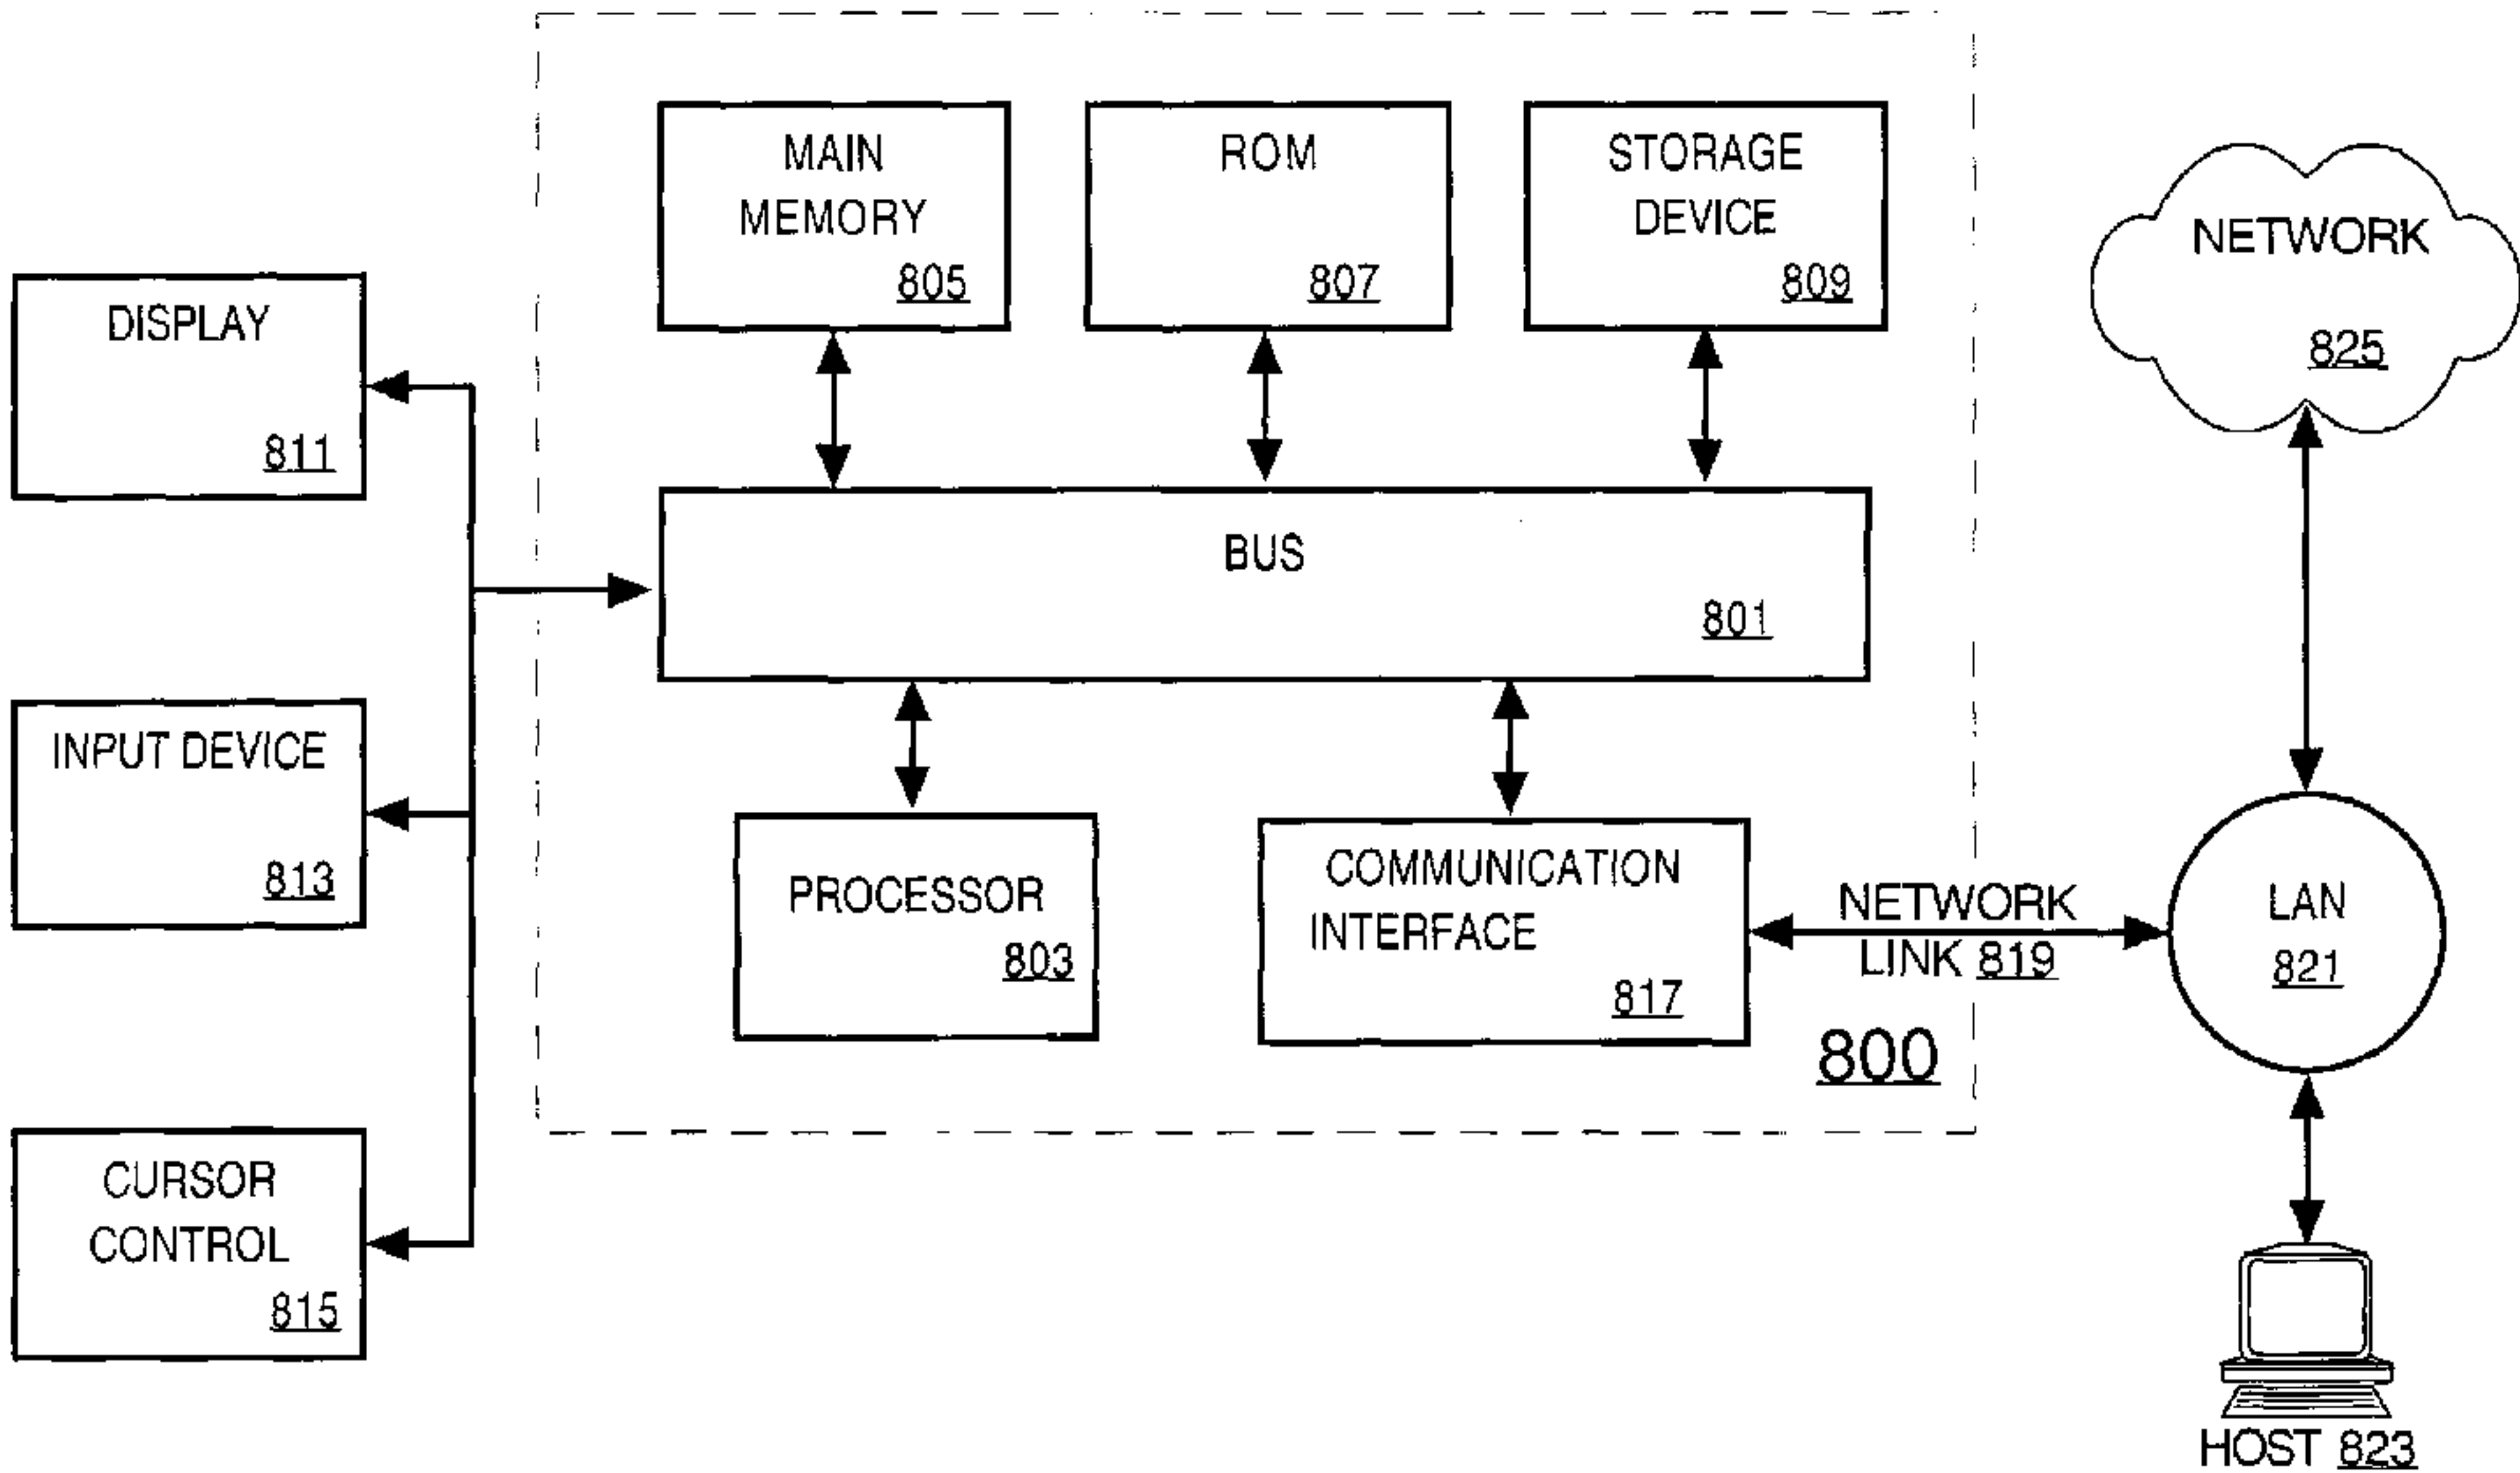 MAIN
MEMORY
805
ROM
807
STORAGE
DEVICE
809
NETWORK
825
DISPLAY
811
BUS
801
INPUT DEVICE
813
PROCESSOR
803
COMMUNICATION
INTERFACE
817
NETWORK
LINK 819
LAN
821
800
CURSOR
CONTROL
815
HOST 823